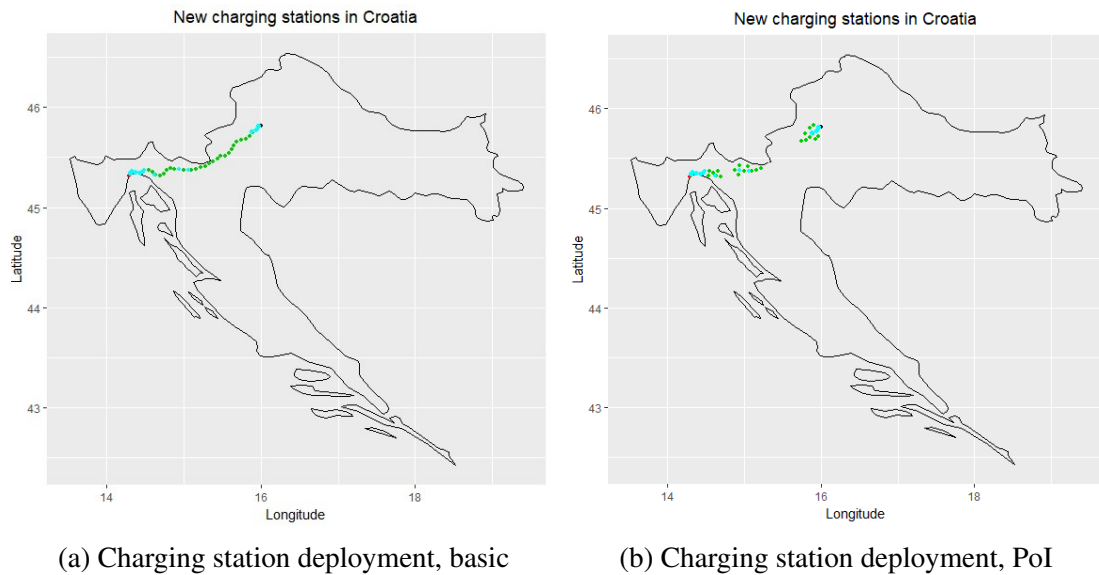 New charging stations in Croatia
46
45
44
43
Latitude
14
16
18
Longitude
(a) Charging station deployment, basic
New charging stations in Croatia
46
45
44
43
Latitude
14
16
18
Longitude
(b) Charging station deployment, PoI